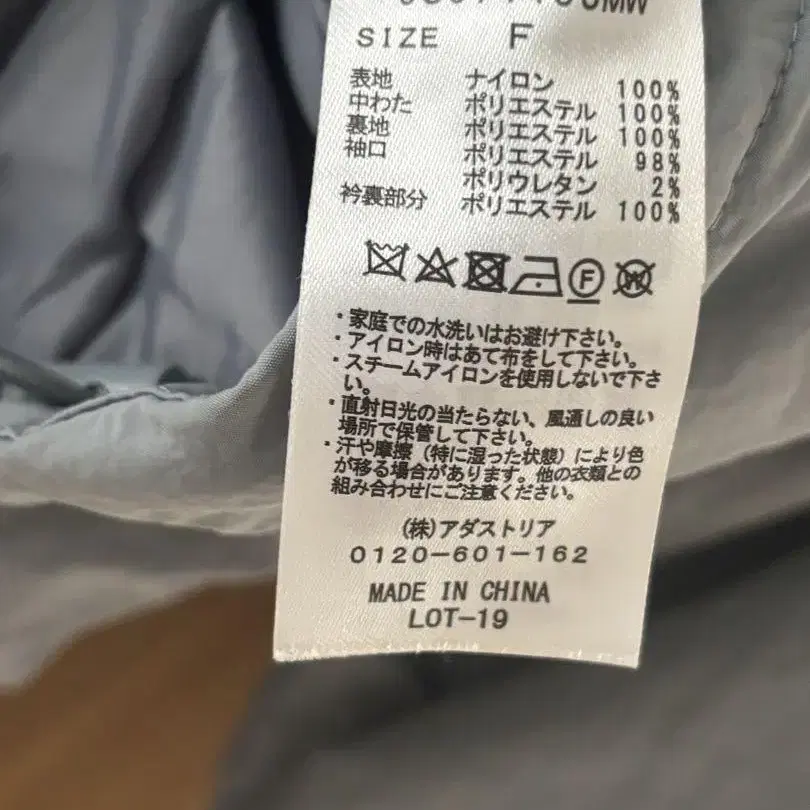 SIZE F
表地 ナイロン 100%
中わた ポリエステル 100%
裏地 ポリエステル 100%
袖口 ポリエステル 98%
ポリウレタン 2%
衿裏部分 ポリエステル 100%
F W
・家庭での水洗いはお避け下さい。
・アイロン時はあて布をして下さい。
・スチームアイロンを使用しないで下さ
い。
・直射日光の当たらない、風通しの良い
場所で保管して下さい。
・汗や摩擦（特に湿った状態）により色
が移る場合があります。他の衣類との
組み合わせにご注意ください。
(株)アダストリア
0120-601-162
MADE IN CHINA
LOT-19